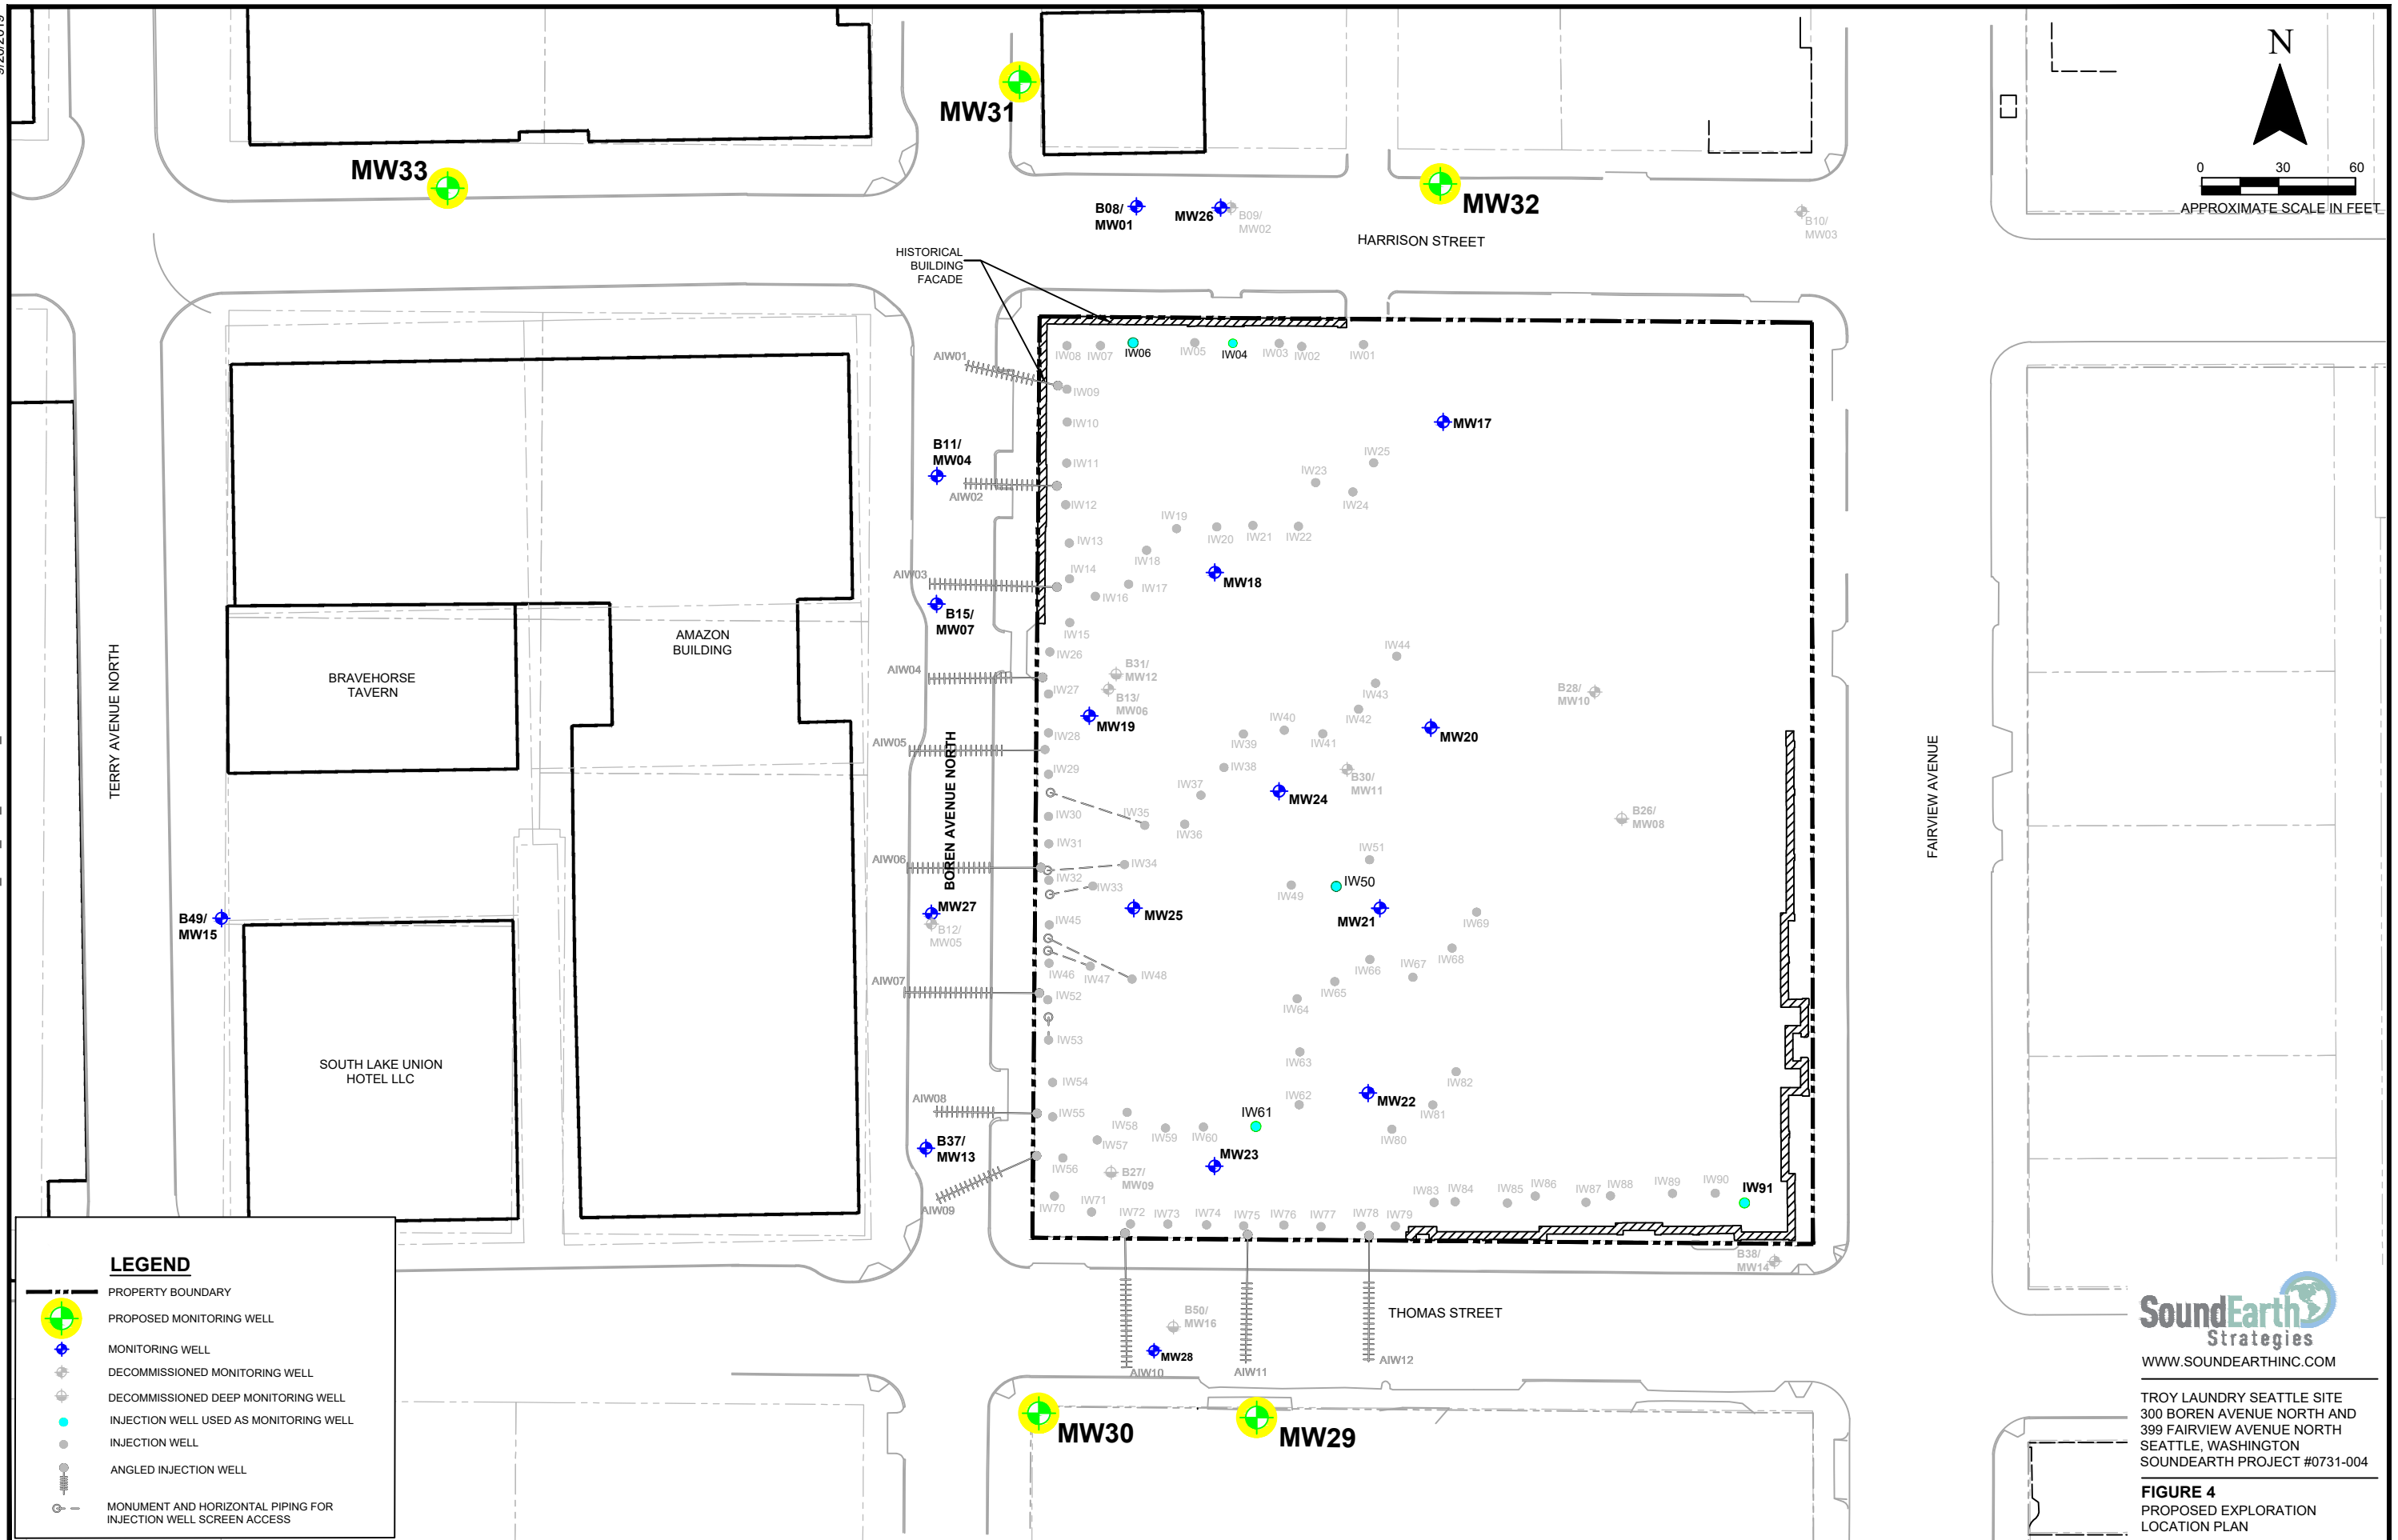 MW31
MW33
MW32
N
0 30 60
APPROXIMATE SCALE IN FEET
B08/
MW01
MW26
B09/
MW02
B10/
MW03
HARRISON STREET
HISTORICAL
BUILDING
FACADE
AIW01
IW08
IW07
IW06
IW05
IW04
IW03
IW02
IW01
IW09
IW10
MW17
B11/
MW04
IW11
IW25
IW23
AIW02
IW12
IW24
IW19
IW20
IW21
IW22
IW13
IW18
AIW03
IW14
IW17
MW18
IW16
B15/
MW07
IW15
AMAZON
BUILDING
BRAVEHORSE
TAVERN
TERRY AVENUE NORTH
IW26
IW44
AIW04
B31/
MW12
IW27
B13/
MW06
IW43
B28/
MW10
MW19
IW42
IW40
IW39
IW41
MW20
AIW05
IW28
BOREN AVENUE NORTH
FAIRVIEW AVENUE
IW29
IW38
B30/
MW11
IW37
MW24
IW30
IW35
IW36
B26/
MW08
IW31
AIW06
IW34
IW51
IW32
IW33
IW50
IW49
B49/
MW15
MW27
B12/
MW05
IW45
MW25
MW21
IW69
IW46
IW47
IW48
IW66
IW67
IW68
AIW07
IW52
IW65
IW64
IW53
IW63
SOUTH LAKE UNION
HOTEL LLC
IW54
IW82
AIW08
IW55
IW58
IW62
MW22
IW81
IW61
IW59
IW60
IW80
B37/
MW13
IW57
IW56
MW23
B27/
MW09
AIW09
IW70
IW71
IW72
IW73
IW74
IW75
IW76
IW77
IW78
IW79
IW83
IW84
IW85
IW86
IW87
IW88
IW89
IW90
IW91
B38/
MW14
B50/
MW16
THOMAS STREET
MW28
AIW10
AIW11
AIW12
MW30
MW29
LEGEND
PROPERTY BOUNDARY
PROPOSED MONITORING WELL
MONITORING WELL
DECOMMISSIONED MONITORING WELL
DECOMMISSIONED DEEP MONITORING WELL
INJECTION WELL USED AS MONITORING WELL
INJECTION WELL
ANGLED INJECTION WELL
MONUMENT AND HORIZONTAL PIPING FOR
INJECTION WELL SCREEN ACCESS
SoundEarth
Strategies
WWW.SOUNDEARTHINC.COM
TROY LAUNDRY SEATTLE SITE
300 BOREN AVENUE NORTH AND
399 FAIRVIEW AVENUE NORTH
SEATTLE, WASHINGTON
SOUNDEARTH PROJECT #0731-004
FIGURE 4
PROPOSED EXPLORATION
LOCATION PLAN